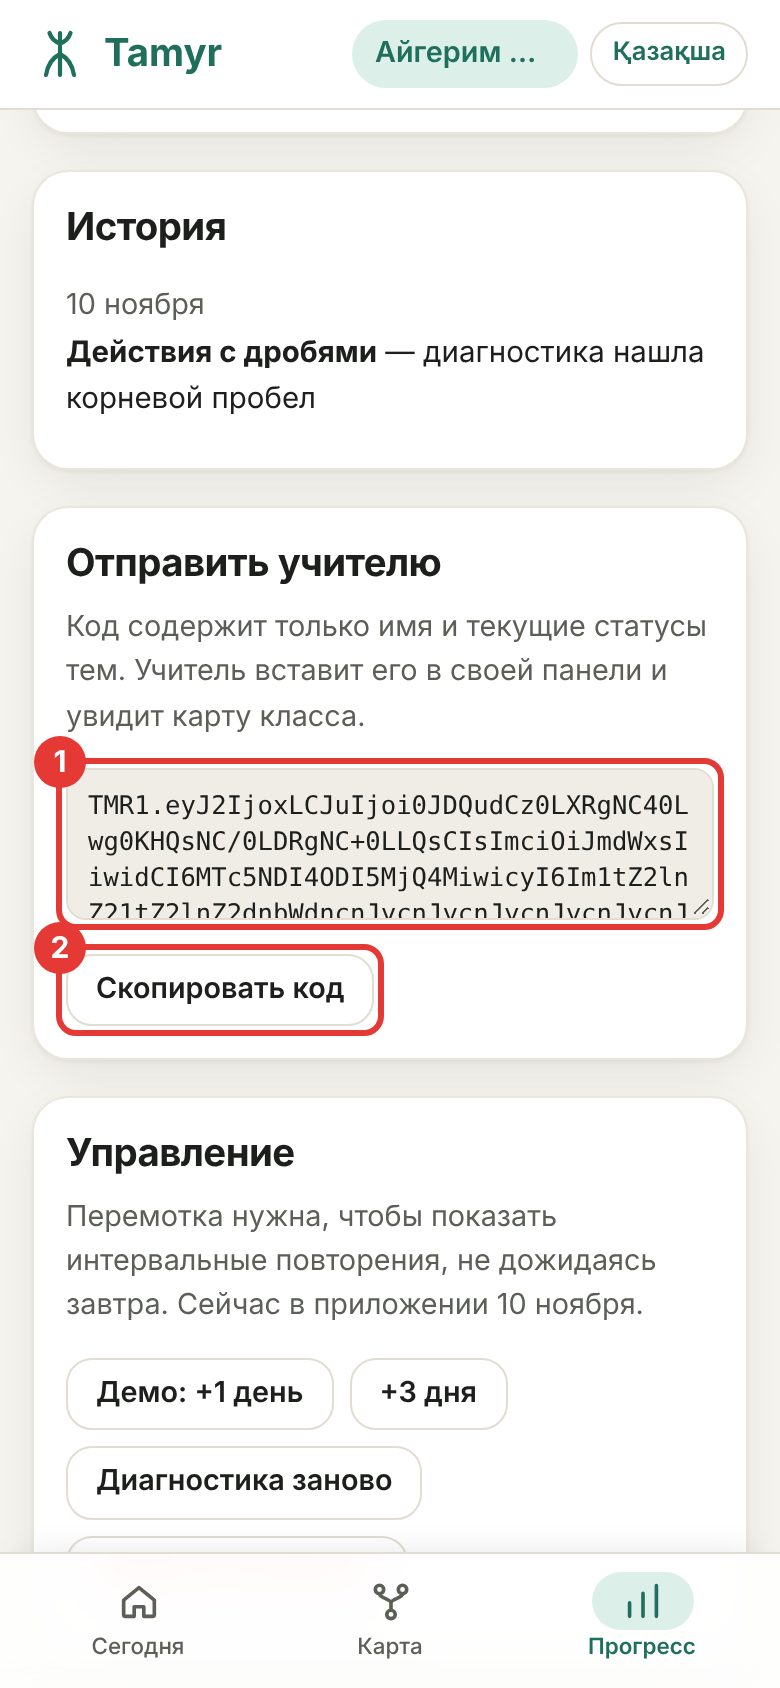 Tamyr
Айгерим ...
Қазақша
История
10 ноября
Действия с дробями — диагностика нашла
корневой пробел
Отправить учителю
Код содержит только имя и текущие статусы
тем. Учитель вставит его в своей панели и
увидит карту класса.
1
TMR1.eyJ2IjoxLCJuIjoi0JDQudCz0LXRgNC40L
wg0KHQsNC/0LDRgNC+0LLQsCIsImciOiJmdWxsI
iwidCI6MTc5NDI4ODI5MjQ4MiwicyI6Im1tZ2ln
2
Скопировать код
Управление
Перемотка нужна, чтобы показать
интервальные повторения, не дожидаясь
завтра. Сейчас в приложении 10 ноября.
Демо: +1 день
+3 дня
Диагностика заново
Сегодня
Карта
Прогресс